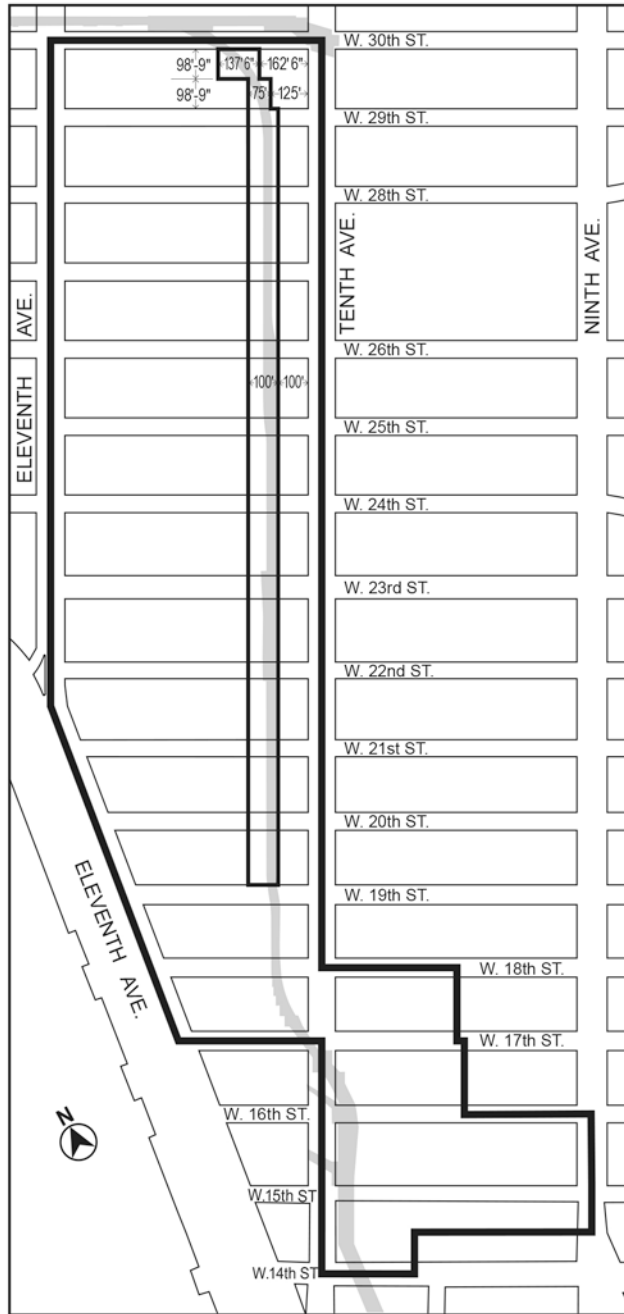 W. 30th ST.
98'-9" 137'6" 162'6"
98'-9" 75' 125'
W. 29th ST.
W. 28th ST.
TENTH AVE.
NINTH AVE.
ELEVENTH AVE.
W. 26th ST.
100' 100'
W. 25th ST.
W. 24th ST.
W. 23rd ST.
W. 22nd ST.
W. 21st ST.
W. 20th ST.
W. 19th ST.
ELEVENTH AVE.
W. 18th ST.
W. 17th ST.
N
W. 16th ST.
W.15th ST
W.14th ST